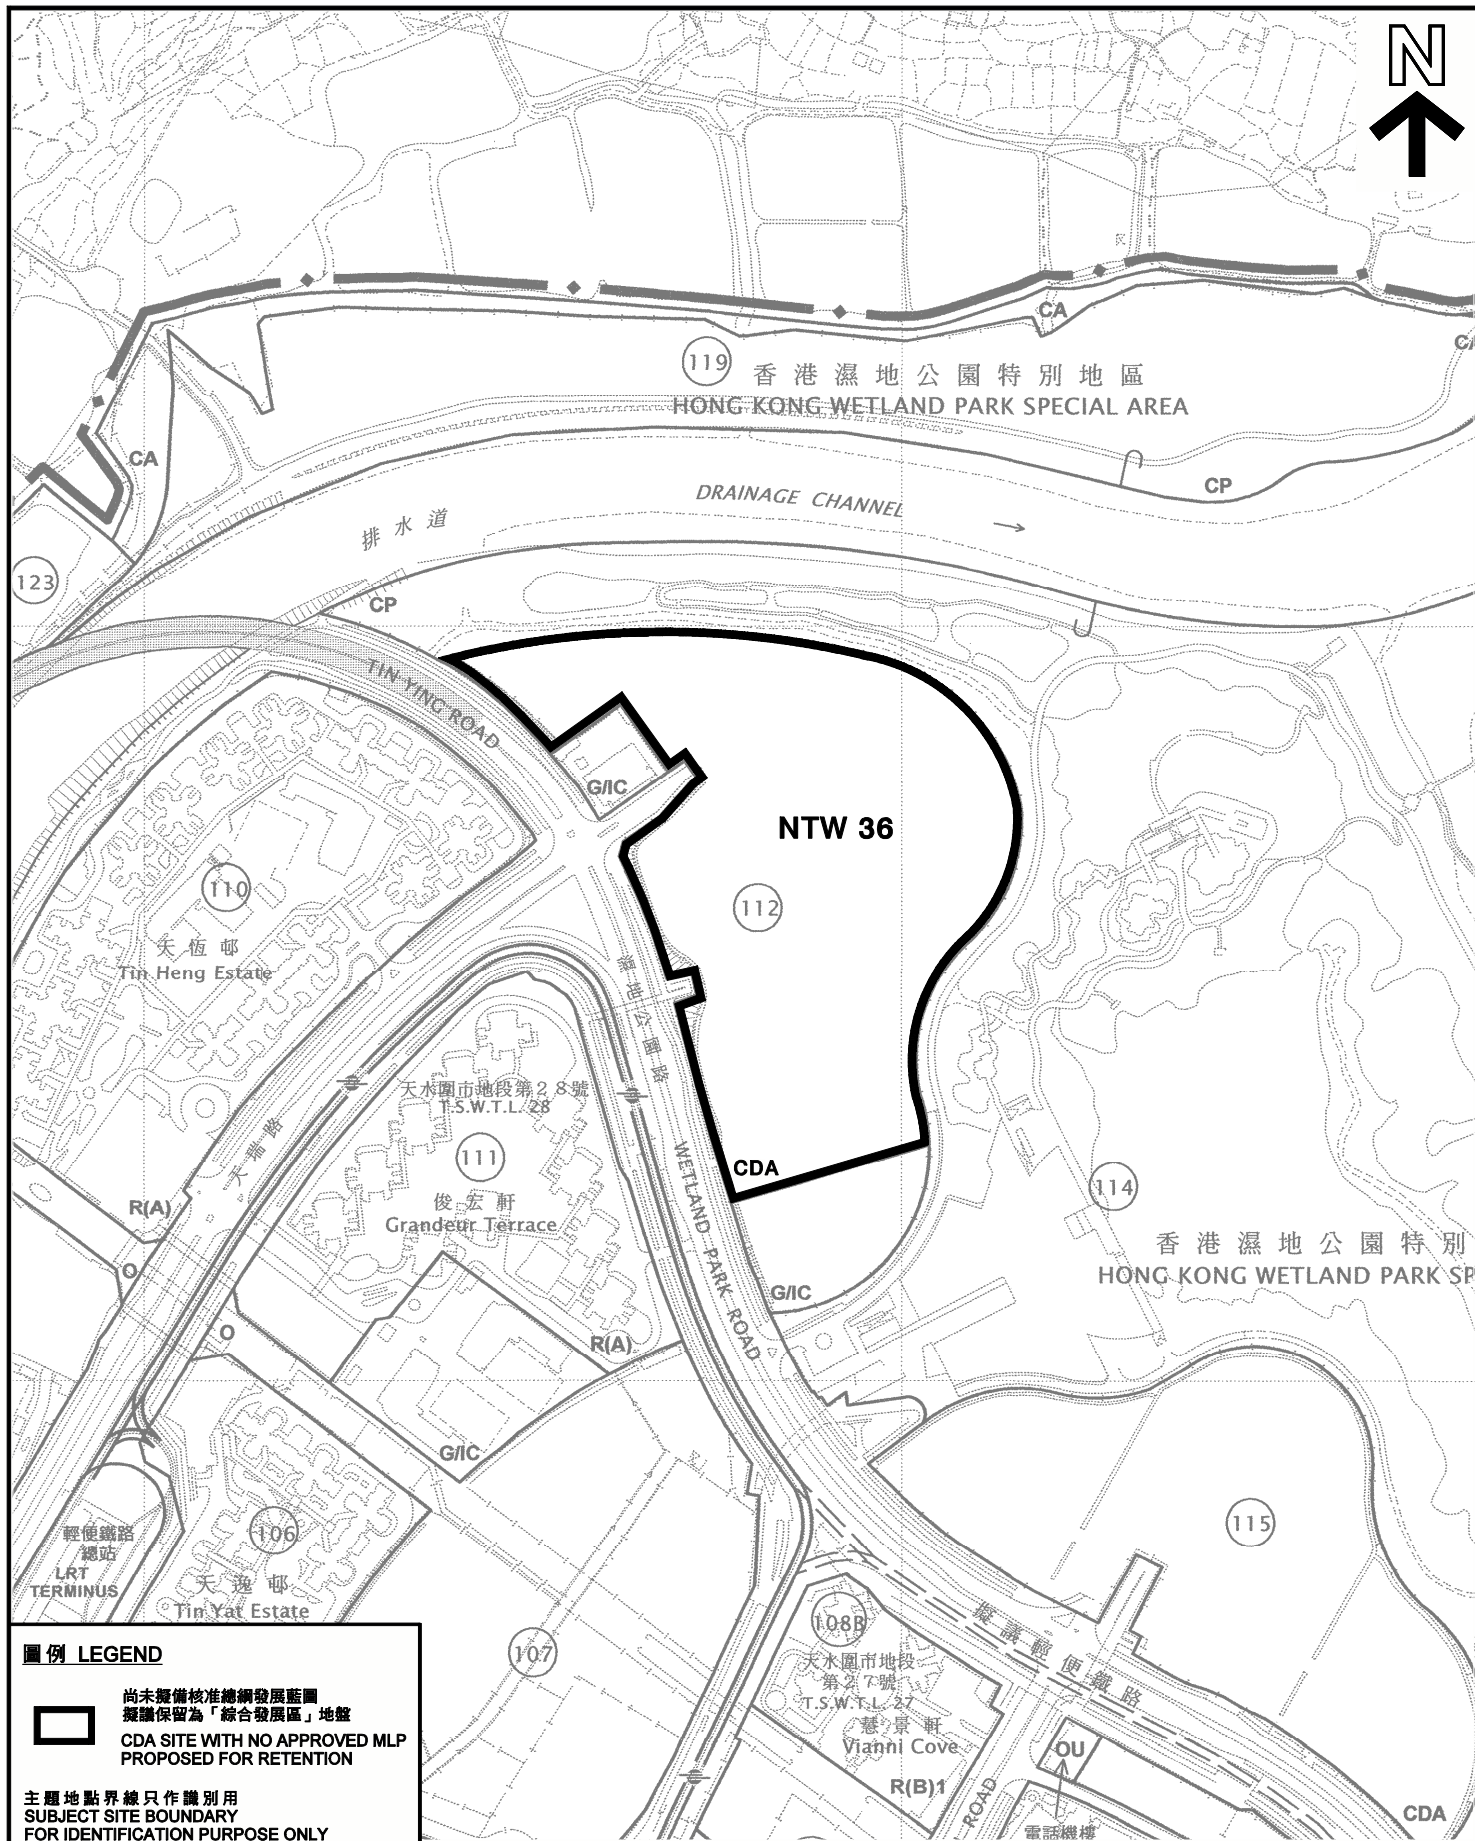 N
CA
CA
119
香港濕地公園特別地區
HONG KONG WETLAND PARK SPECIAL AREA
CA
CP
DRAINAGE CHANNEL
排水道
123
CP
TIN YING ROAD
G/IC
NTW 36
110
112
天恆邨
Tin Heng Estate
濕地公園路
天水圍市地段第28號
T.S.W.T.L. 28
天瑞路
111
WETLAND PARK ROAD
CDA
114
俊宏軒
Grandeur Terrace
R(A)
香港濕地公園特別
HONG KONG WETLAND PARK SP
O
G/IC
O
R(A)
G/IC
輕便鐵路
總站
LRT
TERMINUS
106
天逸邨
Tin Yat Estate
115
107
108B
天水圍市地段
第27號
T.S.W.T.L. 27
慧景軒
Vianni Cove
擬議輕便鐵路
OU
R(B)1
ROAD
電話機樓
CDA
圖例 LEGEND
尚未擬備核准總綱發展藍圖
擬議保留為「綜合發展區」地盤
CDA SITE WITH NO APPROVED MLP
PROPOSED FOR RETENTION
主題地點界線只作識別用
SUBJECT SITE BOUNDARY
FOR IDENTIFICATION PURPOSE ONLY